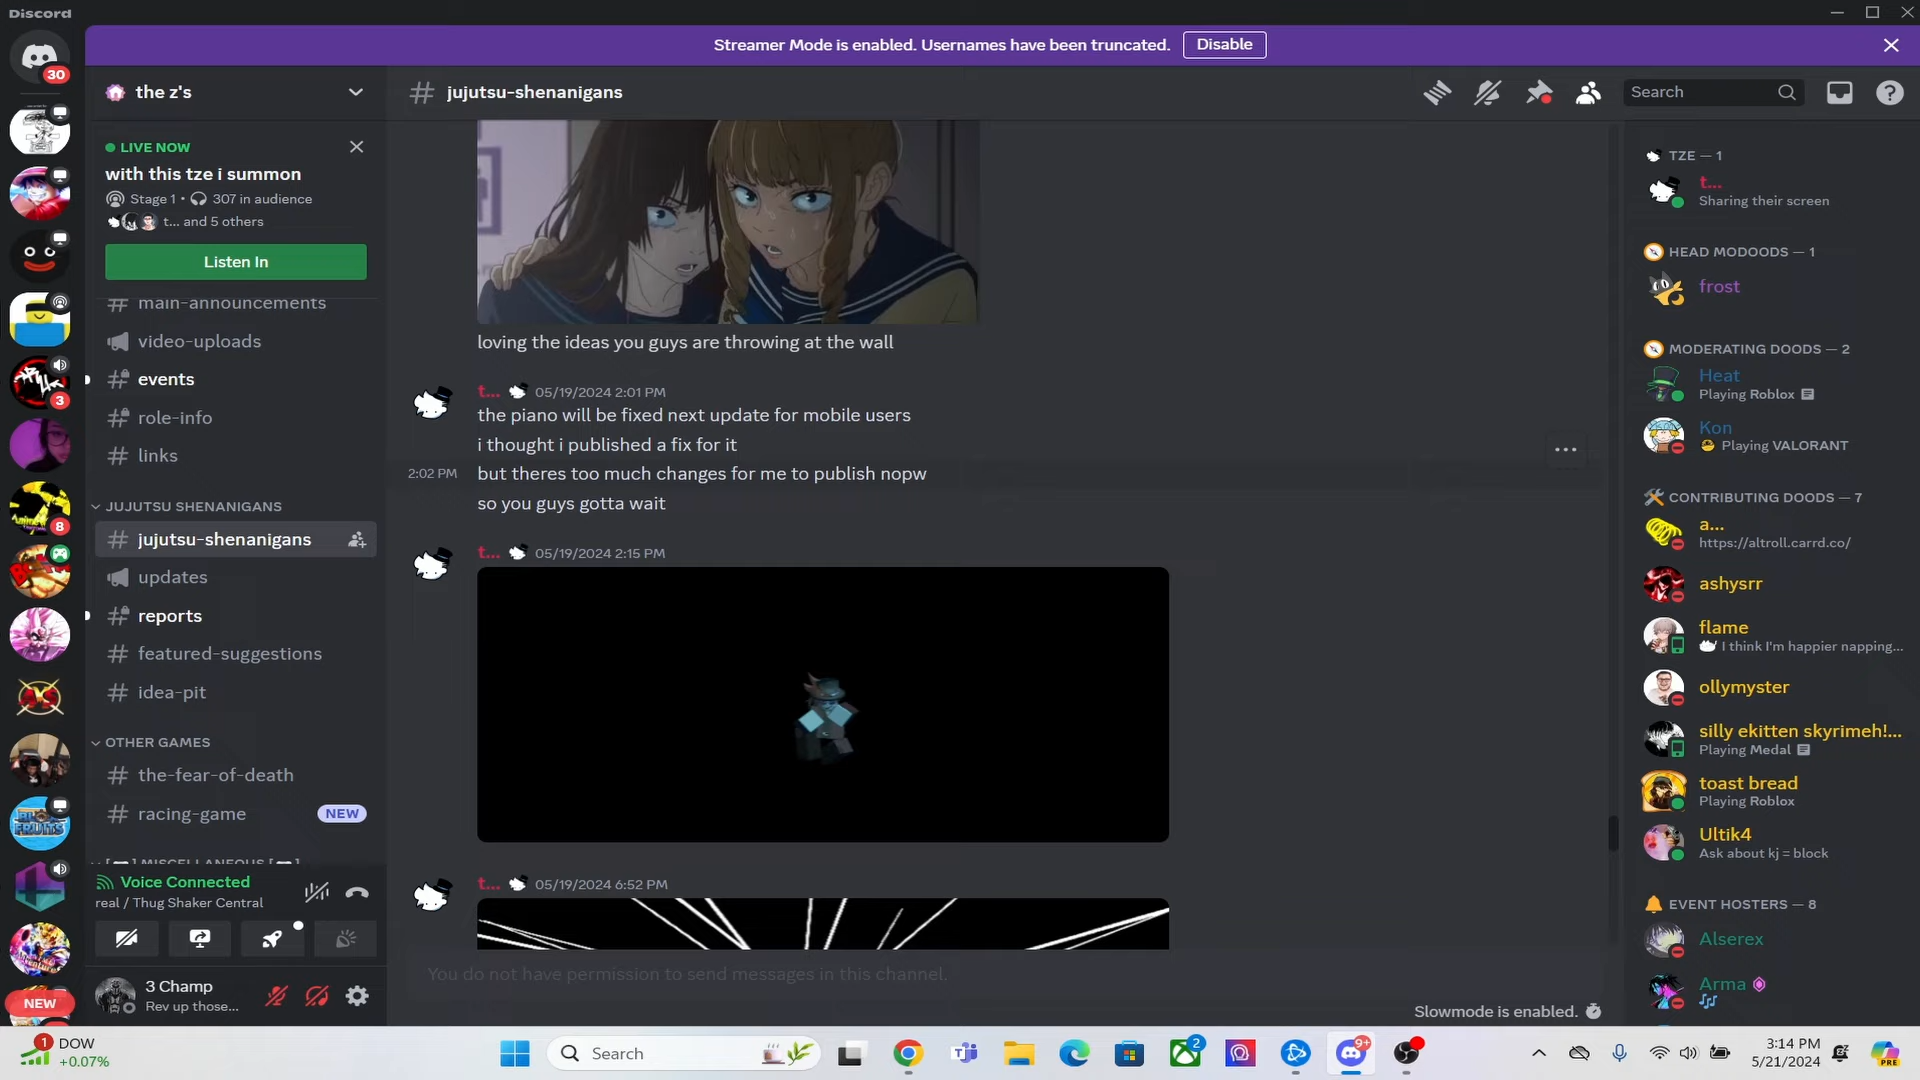 Discord
Streamer Mode is enabled. Usernames have been truncated.
Disable
30
3
8
NEW
the z's
LIVE NOW
with this tze i summon
Stage 1 • 307 in audience
t... and 5 others
Listen In
main-announcements
video-uploads
events
role-info
links
JUJUTSU SHENANIGANS
jujutsu-shenanigans
updates
reports
featured-suggestions
idea-pit
OTHER GAMES
the-fear-of-death
racing-game
NEW
Voice Connected
real / Thug Shaker Central
3 Champ
Rev up those...
jujutsu-shenanigans
Search
loving the ideas you guys are throwing at the wall
t... 05/19/2024 2:01 PM
the piano will be fixed next update for mobile users
i thought i published a fix for it
2:02 PM but theres too much changes for me to publish nopw
so you guys gotta wait
t... 05/19/2024 2:15 PM
t... 05/19/2024 6:52 PM
You do not have permission to send messages in this channel.
Slowmode is enabled.
TZE — 1
t...
Sharing their screen
HEAD MODOODS — 1
frost
MODERATING DOODS — 2
Heat
Playing Roblox
Kon
Playing VALORANT
CONTRIBUTING DOODS — 7
a...
https://altroll.carrd.co/
ashysrr
flame
I think I'm happier napping...
ollymyster
silly ekitten skyrimeh!...
Playing Medal
toast bread
Playing Roblox
Ultik4
Ask about kj = block
EVENT HOSTERS — 8
Alserex
Arma
1
DOW
+0.07%
Search
2
9+
3:14 PM
5/21/2024
PRE